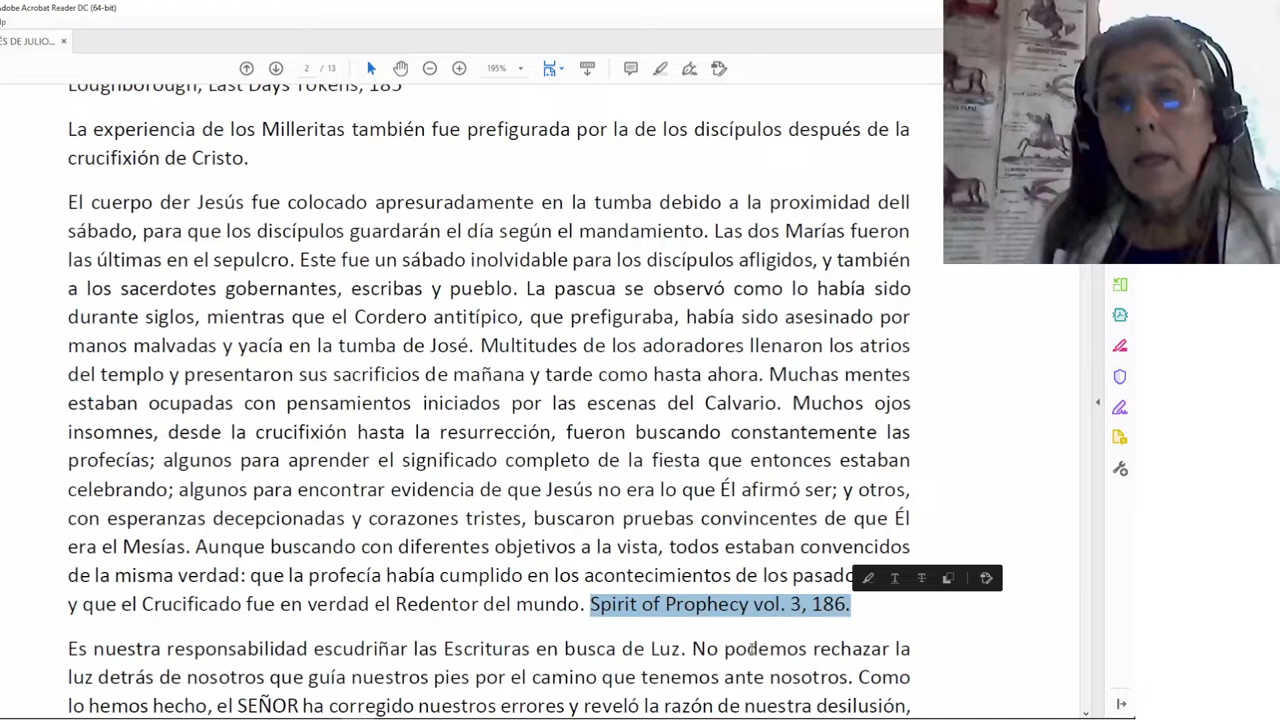 Adobe Acrobat Reader DC (64-bit)
lp
ÉS DE JULIO... ×
2 / 13
195%
Loughborough, Last Days Tokens, 185
La experiencia de los Milleritas también fue prefigurada por la de los discípulos después de la
crucifixión de Cristo.
El cuerpo der Jesús fue colocado apresuradamente en la tumba debido a la proximidad dell
sábado, para que los discípulos guardarán el día según el mandamiento. Las dos Marías fueron
las últimas en el sepulcro. Este fue un sábado inolvidable para los discípulos afligidos, y también
a los sacerdotes gobernantes, escribas y pueblo. La pascua se observó como lo había sido
durante siglos, mientras que el Cordero antitípico, que prefiguraba, había sido asesinado por
manos malvadas y yacía en la tumba de José. Multitudes de los adoradores llenaron los atrios
del templo y presentaron sus sacrificios de mañana y tarde como hasta ahora. Muchas mentes
estaban ocupadas con pensamientos iniciados por las escenas del Calvario. Muchos ojos
insomnes, desde la crucifixión hasta la resurrección, fueron buscando constantemente las
profecías; algunos para aprender el significado completo de la fiesta que entonces estaban
celebrando; algunos para encontrar evidencia de que Jesús no era lo que Él afirmó ser; y otros,
con esperanzas decepcionadas y corazones tristes, buscaron pruebas convincentes de que Él
era el Mesías. Aunque buscando con diferentes objetivos a la vista, todos estaban convencidos
de la misma verdad: que la profecía había cumplido en los acontecimientos de los pasado
y que el Crucificado fue en verdad el Redentor del mundo. Spirit of Prophecy vol. 3, 186.
Es nuestra responsabilidad escudriñar las Escrituras en busca de Luz. No podemos rechazar la
luz detrás de nosotros que guía nuestros pies por el camino que tenemos ante nosotros. Como
lo hemos hecho, el SEÑOR ha corregido nuestros errores y reveló la razón de nuestra desilusión,